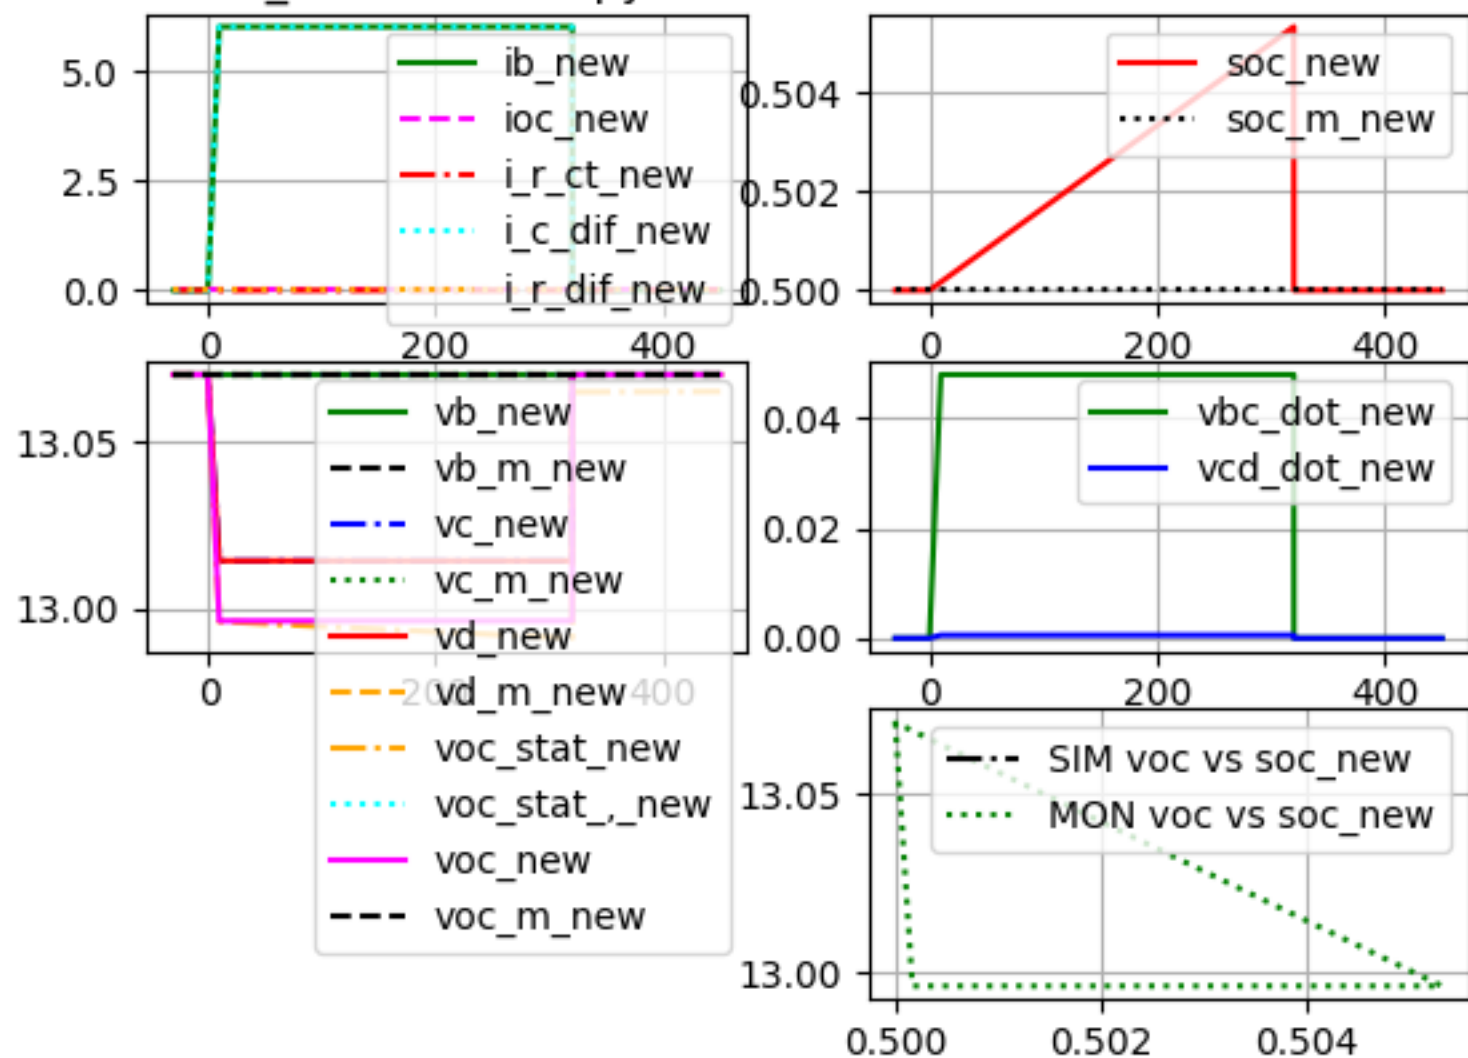 5.0
2.5
0.0
0
200
400
ib_new
ioc_new
i_r_ct_new
i_c_dif_new
i_r_dif_new
0.504
0.502
0.500
0
200
400
soc_new
soc_m_new
13.05
13.00
0
200
400
vb_new
vb_m_new
vc_new
vc_m_new
vd_new
vd_m_new
voc_stat_new
voc_stat_,_new
voc_new
voc_m_new
0.04
0.02
0.00
0
200
400
vbc_dot_new
vcd_dot_new
13.05
13.00
0.500
0.502
0.504
SIM voc vs soc_new
MON voc vs soc_new